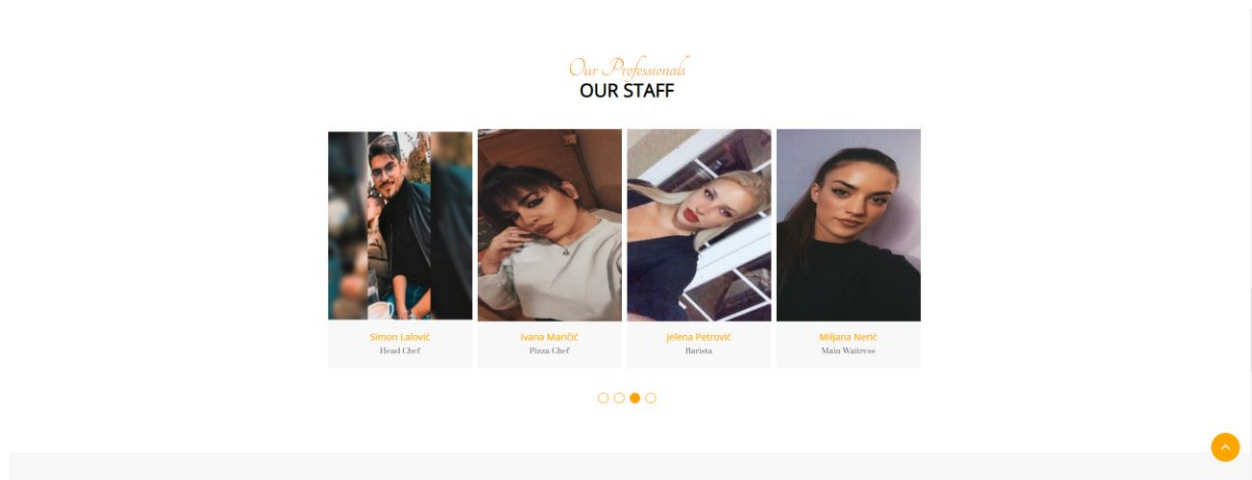 Our Professionals
OUR STAFF
Simon Lalović
Head Chef
Ivana Maričić
Pizza Chef
Jelena Petrović
Barista
Miljana Nerić
Main Waitress